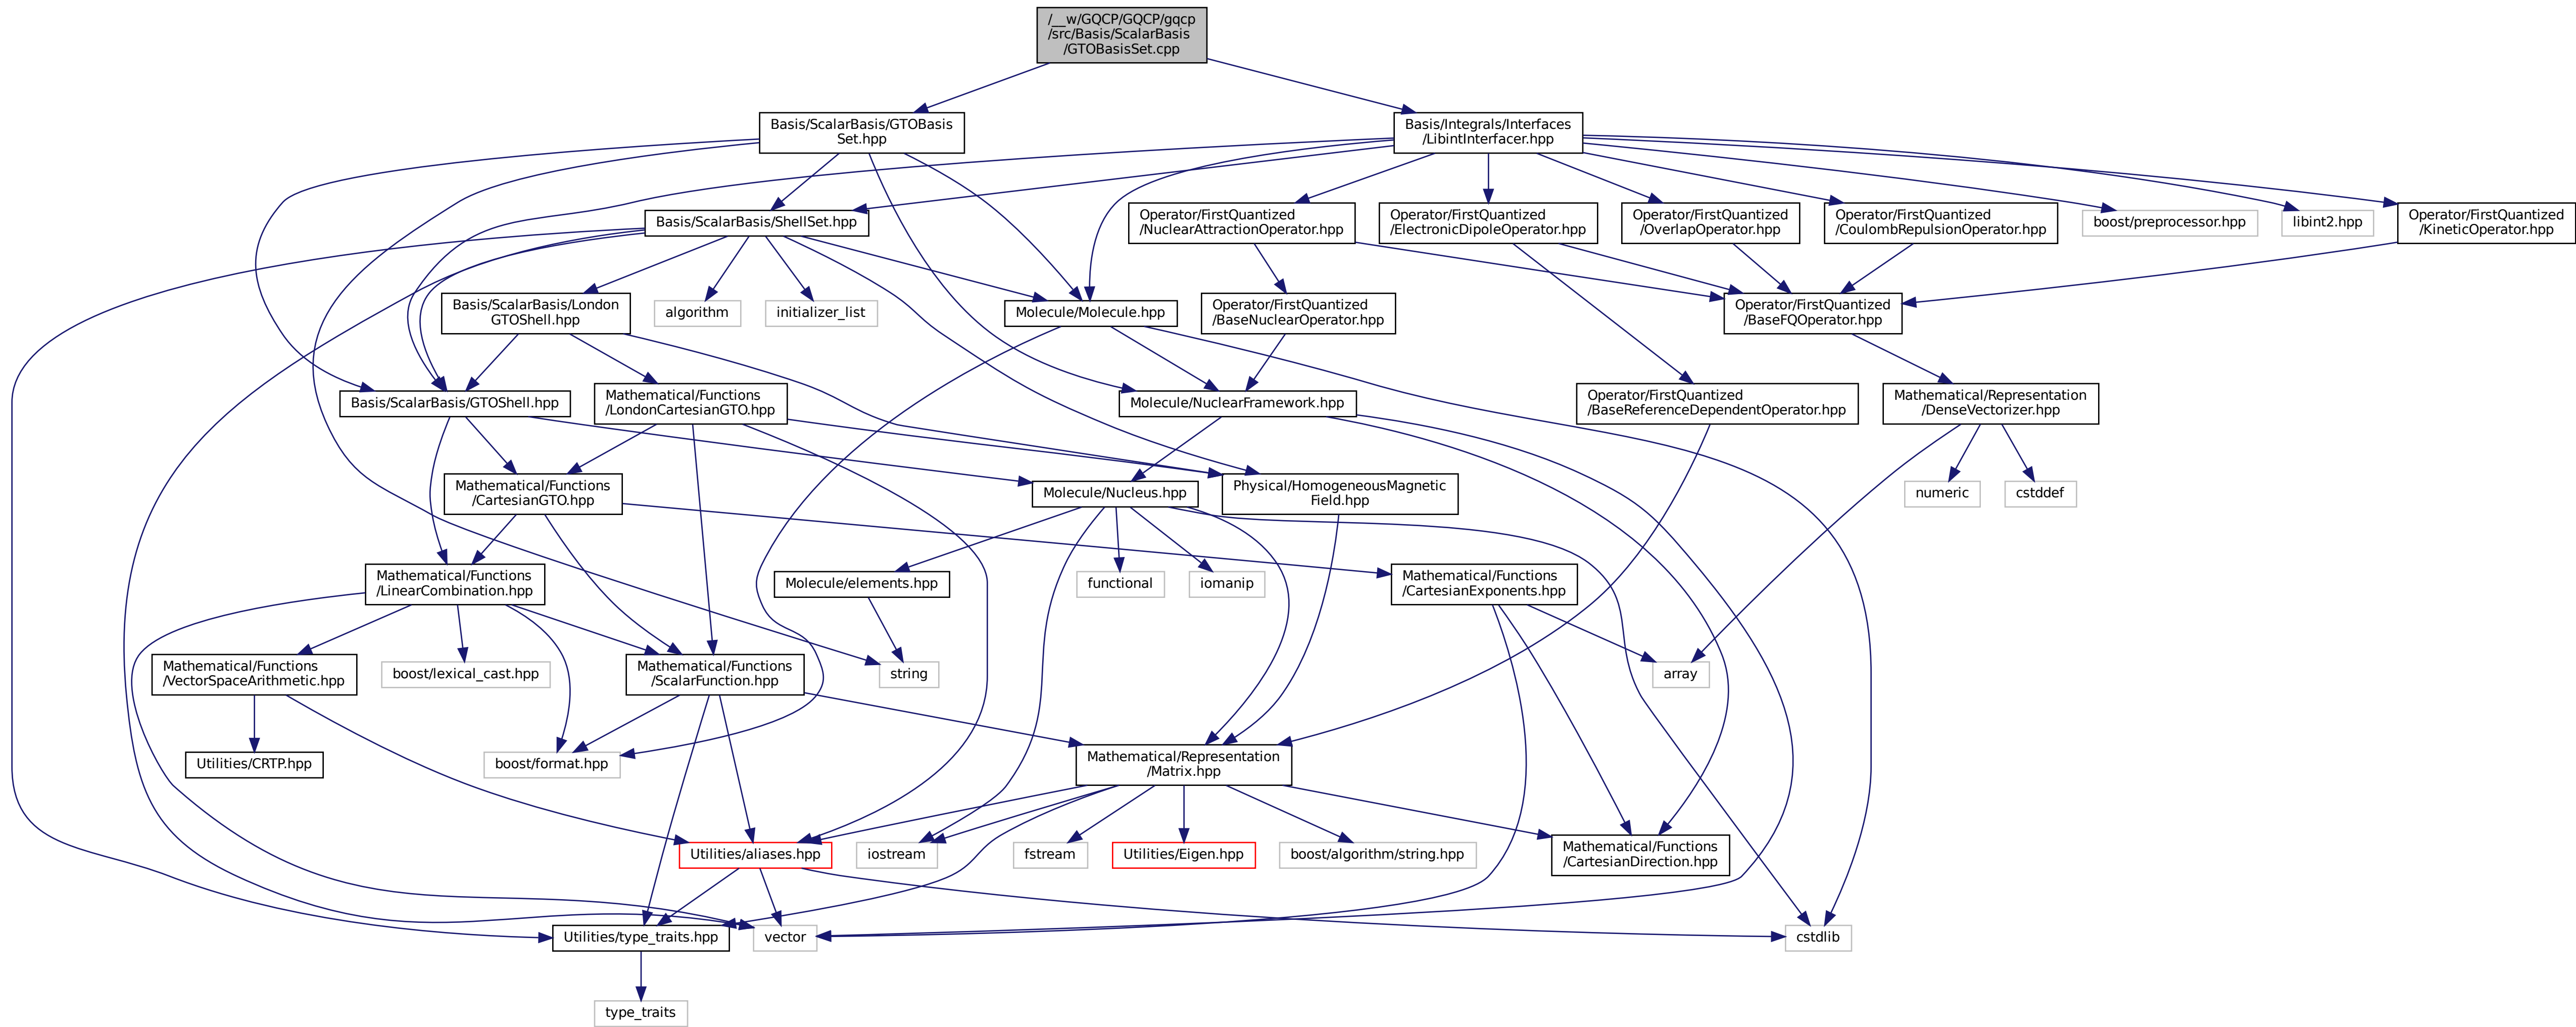 /__w/GQCP/GQCP/gqcp
/src/Basis/ScalarBasis
/GTOBasisSet.cpp
Basis/ScalarBasis/GTOBasis
Set.hpp
Basis/Integrals/Interfaces
/LibintInterfacer.hpp
Basis/ScalarBasis/ShellSet.hpp
Operator/FirstQuantized
/NuclearAttractionOperator.hpp
Operator/FirstQuantized
/ElectronicDipoleOperator.hpp
Operator/FirstQuantized
/OverlapOperator.hpp
Operator/FirstQuantized
/CoulombRepulsionOperator.hpp
boost/preprocessor.hpp
libint2.hpp
Operator/FirstQuantized
/KineticOperator.hpp
Basis/ScalarBasis/London
GTOShell.hpp
algorithm
initializer_list
Molecule/Molecule.hpp
Operator/FirstQuantized
/BaseNuclearOperator.hpp
Operator/FirstQuantized
/BaseFQOperator.hpp
Basis/ScalarBasis/GTOShell.hpp
Mathematical/Functions
/LondonCartesianGTO.hpp
Molecule/NuclearFramework.hpp
Operator/FirstQuantized
/BaseReferenceDependentOperator.hpp
Mathematical/Representation
/DenseVectorizer.hpp
Mathematical/Functions
/CartesianGTO.hpp
Molecule/Nucleus.hpp
Physical/HomogeneousMagnetic
Field.hpp
numeric
cstddef
Mathematical/Functions
/LinearCombination.hpp
Molecule/elements.hpp
functional
iomanip
Mathematical/Functions
/CartesianExponents.hpp
Mathematical/Functions
/VectorSpaceArithmetic.hpp
boost/lexical_cast.hpp
Mathematical/Functions
/ScalarFunction.hpp
string
array
Utilities/CRTP.hpp
boost/format.hpp
Mathematical/Representation
/Matrix.hpp
Utilities/aliases.hpp
iostream
fstream
Utilities/Eigen.hpp
boost/algorithm/string.hpp
Mathematical/Functions
/CartesianDirection.hpp
Utilities/type_traits.hpp
vector
cstdlib
type_traits